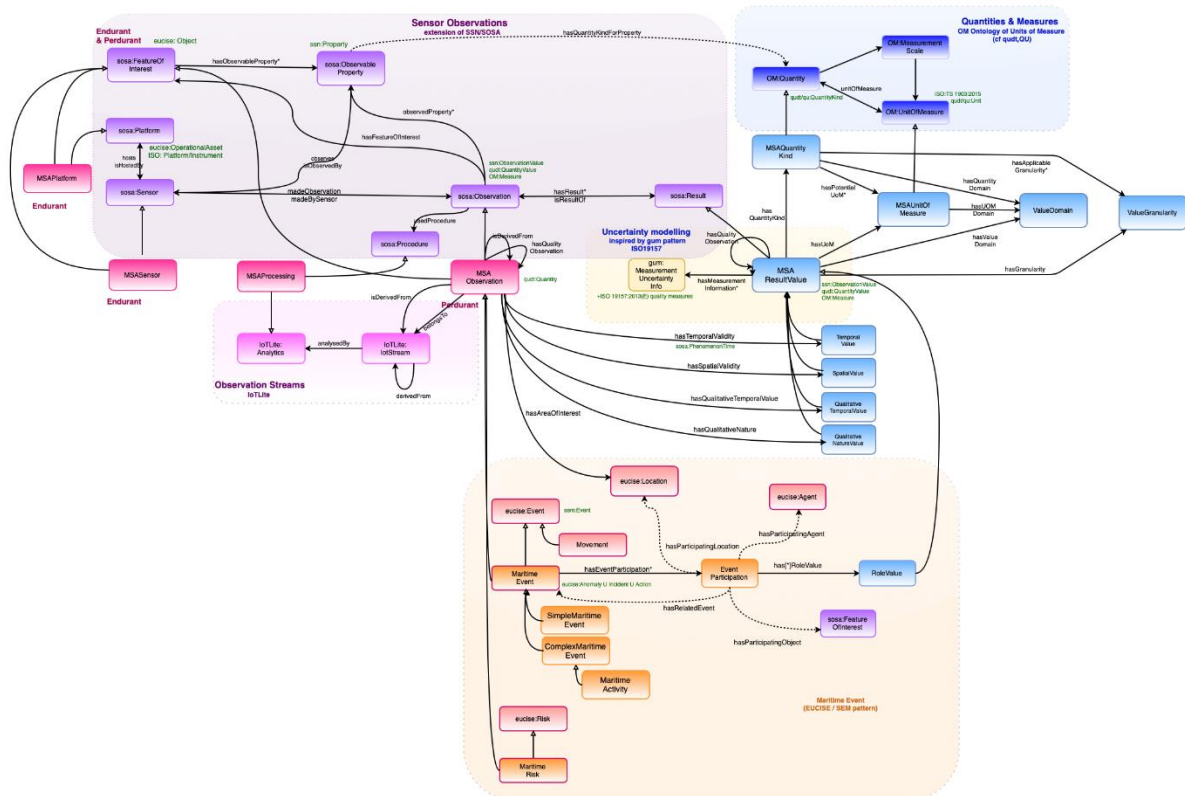 Sensor Observations
extension of SSN/SOSA
Endurant
& Perdurant
eucise: Object
sosa:FeatureOf
Interest
hasObservableProperty*
ssn:Property
sosa:Observable
Property
hasQuantityKindForProperty
Quantities & Measures
OM Ontology of Units of Measure
(cf qudt,QU)
OM:Measurement
Scale
OM:Quantity
unitOfMeasure
qudt/qu:QuantityKind
ISO:TS 1903:2015
qudt/qu:Unit
OM:UnitOfMeasure
observedProperty*
hasFeatureOfInterest
sosa:Platform
eucise:OperationalAsset
ISO: Platform/Instrument
hosts
isHostedBy
MSAPlatform
Endurant
sosa:Sensor
observes
isObservedBy
madeObservation
madeBySensor
ssn:ObservationValue
qudt:QuantityValue
OM:Measure
sosa:Observation
hasResult*
isResultOf
sosa:Result
MSAQuantity
Kind
hasApplicable
Granularity*
hasQuantity
Domain
hasPotential
UoM*
MSAUnitOf
Measure
hasUOM
Domain
ValueDomain
ValueGranularity
has
QuantityKind
usedProcedure
sosa:Procedure
isDerivedFrom
hasQuality
Observation
Uncertainty modelling
inspired by gum pattern
ISO19157
hasQuality
Observation
hasUoM
hasValue
Domain
MSASensor
Endurant
MSAProcessing
MSA
Observation
qudt:Quantity
Perdurant
gum:
Measurement
Uncertainty
Info
hasMeasurement
Information*
+ISO 19157:2013(E) quality measures
MSA
ResultValue
ssn:ObservationValue
qudt:QuantityValue
OM:Measure
hasGranularity
isDerivedFrom
belongsTo
IoTLite:
Analytics
analysedBy
IoTLite:
IotStream
derivedFrom
Observation Streams
IoTLite
hasTemporalValidity
sosa:PhenomenonTime
Temporal
Value
hasSpatialValidity
SpatialValue
hasQualitativeTemporalValue
Qualitative
TemporalValue
hasAreaOfInterest
hasQualitativeNature
Qualitative
NatureValue
eucise:Location
eucise:Agent
eucise:Event
ssn:Event
Movement
hasParticipatingLocation
hasParticipatingAgent
Maritime
Event
hasEventParticipation*
eucise:Anomaly U Incident U Action
Event
Participation
has[*]RoleValue
RoleValue
hasRelatedEvent
SimpleMaritime
Event
sosa:Feature
OfInterest
hasParticipatingObject
ComplexMaritime
Event
Maritime
Activity
Maritime Event
(EUCISE / SEM pattern)
eucise:Risk
Maritime
Risk